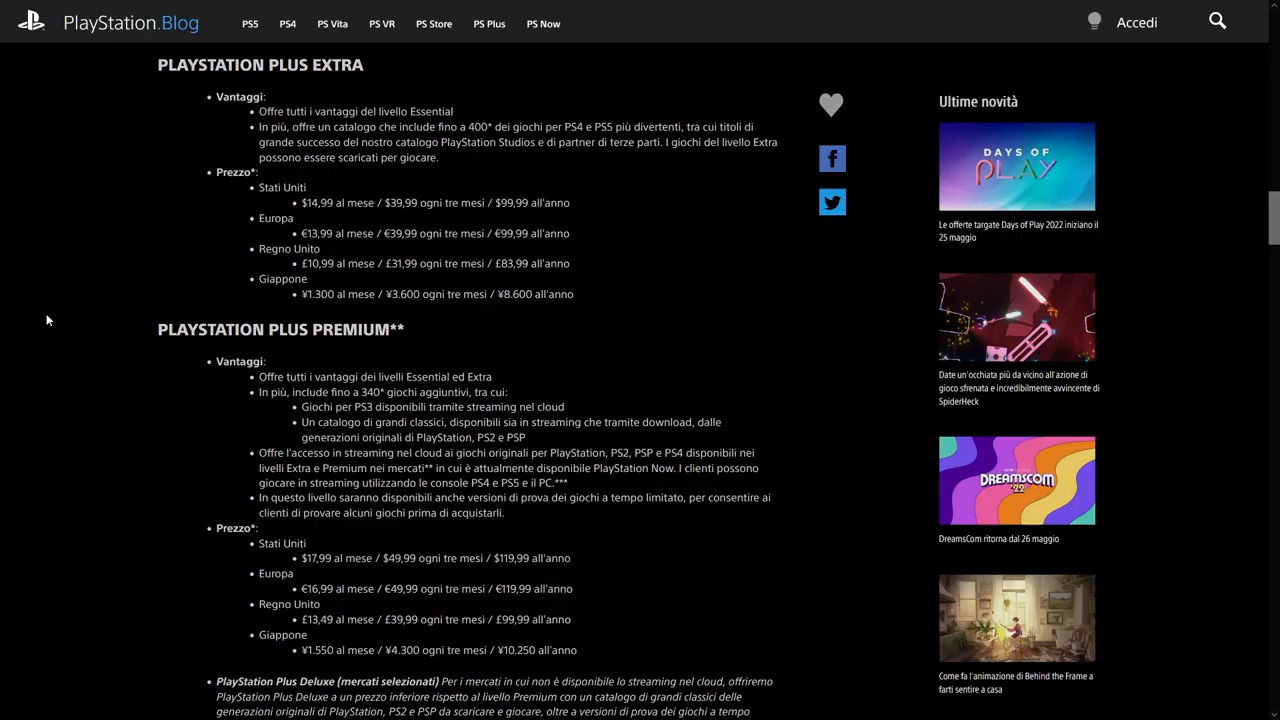 PlayStation.Blog
PS5
PS4
PS Vita
PS VR
PS Store
PS Plus
PS Now
Accedi
PLAYSTATION PLUS EXTRA
• Vantaggi:
• Offre tutti i vantaggi del livello Essential
• In più, offre un catalogo che include fino a 400* dei giochi per PS4 e PS5 più divertenti, tra cui titoli di
grande successo del nostro catalogo PlayStation Studios e di partner di terze parti. I giochi del livello Extra
possono essere scaricati per giocare.
• Prezzo*:
• Stati Uniti
• $14,99 al mese / $39,99 ogni tre mesi / $99,99 all'anno
• Europa
• €13,99 al mese / €39,99 ogni tre mesi / €99,99 all'anno
• Regno Unito
• £10,99 al mese / £31,99 ogni tre mesi / £83,99 all'anno
• Giappone
• ¥1.300 al mese / ¥3.600 ogni tre mesi / ¥8.600 all'anno
PLAYSTATION PLUS PREMIUM**
• Vantaggi:
• Offre tutti i vantaggi dei livelli Essential ed Extra
• In più, include fino a 340* giochi aggiuntivi, tra cui:
• Giochi per PS3 disponibili tramite streaming nel cloud
• Un catalogo di grandi classici, disponibili sia in streaming che tramite download, dalle
generazioni originali di PlayStation, PS2 e PSP
• Offre l'accesso in streaming nel cloud ai giochi originali per PlayStation, PS2, PSP e PS4 disponibili nei
livelli Extra e Premium nei mercati** in cui è attualmente disponibile PlayStation Now. I clienti possono
giocare in streaming utilizzando le console PS4 e PS5 e il PC.***
• In questo livello saranno disponibili anche versioni di prova dei giochi a tempo limitato, per consentire ai
clienti di provare alcuni giochi prima di acquistarli.
• Prezzo*:
• Stati Uniti
• $17,99 al mese / $49,99 ogni tre mesi / $119,99 all'anno
• Europa
• €16,99 al mese / €49,99 ogni tre mesi / €119,99 all'anno
• Regno Unito
• £13,49 al mese / £39,99 ogni tre mesi / £99,99 all'anno
• Giappone
• ¥1.550 al mese / ¥4.300 ogni tre mesi / ¥10.250 all'anno
• PlayStation Plus Deluxe (mercati selezionati) Per i mercati in cui non è disponibile lo streaming nel cloud, offriremo
PlayStation Plus Deluxe a un prezzo inferiore rispetto al livello Premium con un catalogo di grandi classici delle
generazioni originali di PlayStation, PS2 e PSP da scaricare e giocare, oltre a versioni di prova dei giochi a tempo
Ultime novità
DAYS OF
PLAY
Le offerte targate Days of Play 2022 iniziano il
25 maggio
Date un'occhiata più da vicino all'azione di
gioco sfrenata e incredibilmente avvincente di
SpiderHeck
DREAMSCOM
'22
DreamsCom ritorna dal 26 maggio
Come fa l'animazione di Behind the Frame a
farti sentire a casa